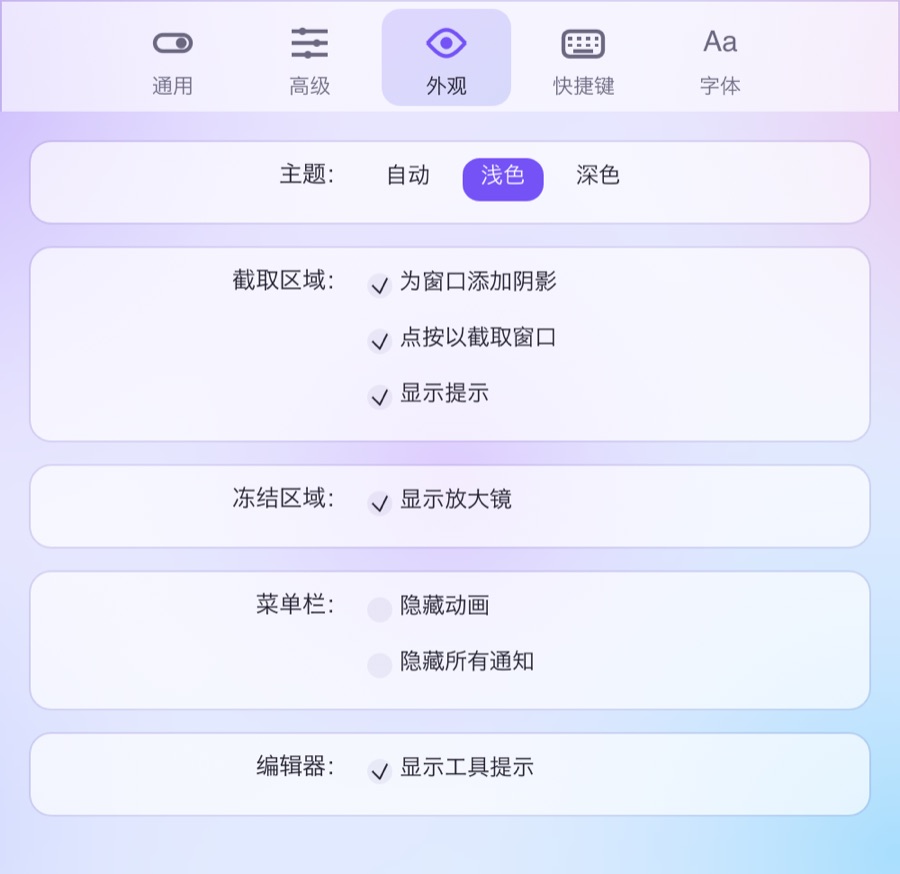 通用 高级 外观 快捷键 Aa 字体
主题： 自动 浅色 深色
截取区域： 为窗口添加阴影
点按以截取窗口
显示提示
冻结区域： 显示放大镜
菜单栏： 隐藏动画
隐藏所有通知
编辑器： 显示工具提示